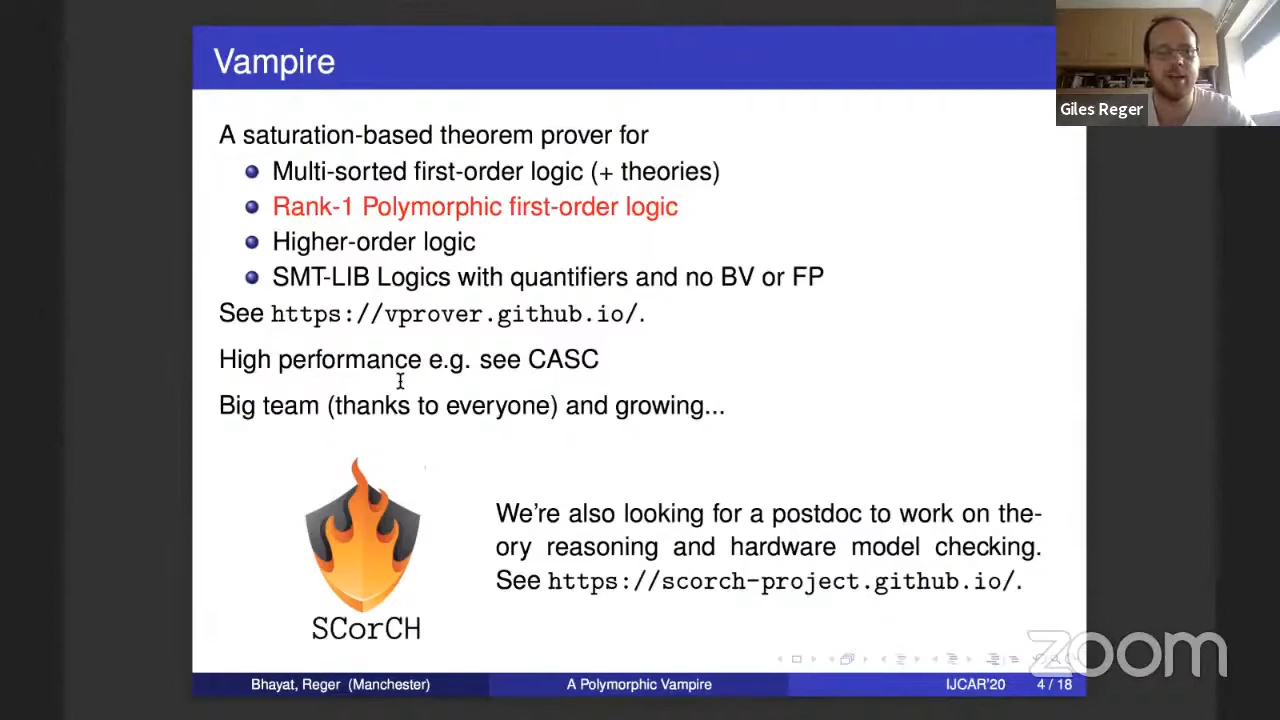 Vampire
Giles Reger
A saturation-based theorem prover for
Multi-sorted first-order logic (+ theories)
Rank-1 Polymorphic first-order logic
Higher-order logic
SMT-LIB Logics with quantifiers and no BV or FP
See https://vprover.github.io/.
High performance e.g. see CASC
Big team (thanks to everyone) and growing...
We're also looking for a postdoc to work on the-
ory reasoning and hardware model checking.
See https://scorch-project.github.io/.
SCorCH
zoom
Bhayat, Reger (Manchester)
A Polymorphic Vampire
IJCAR'20
4 / 18